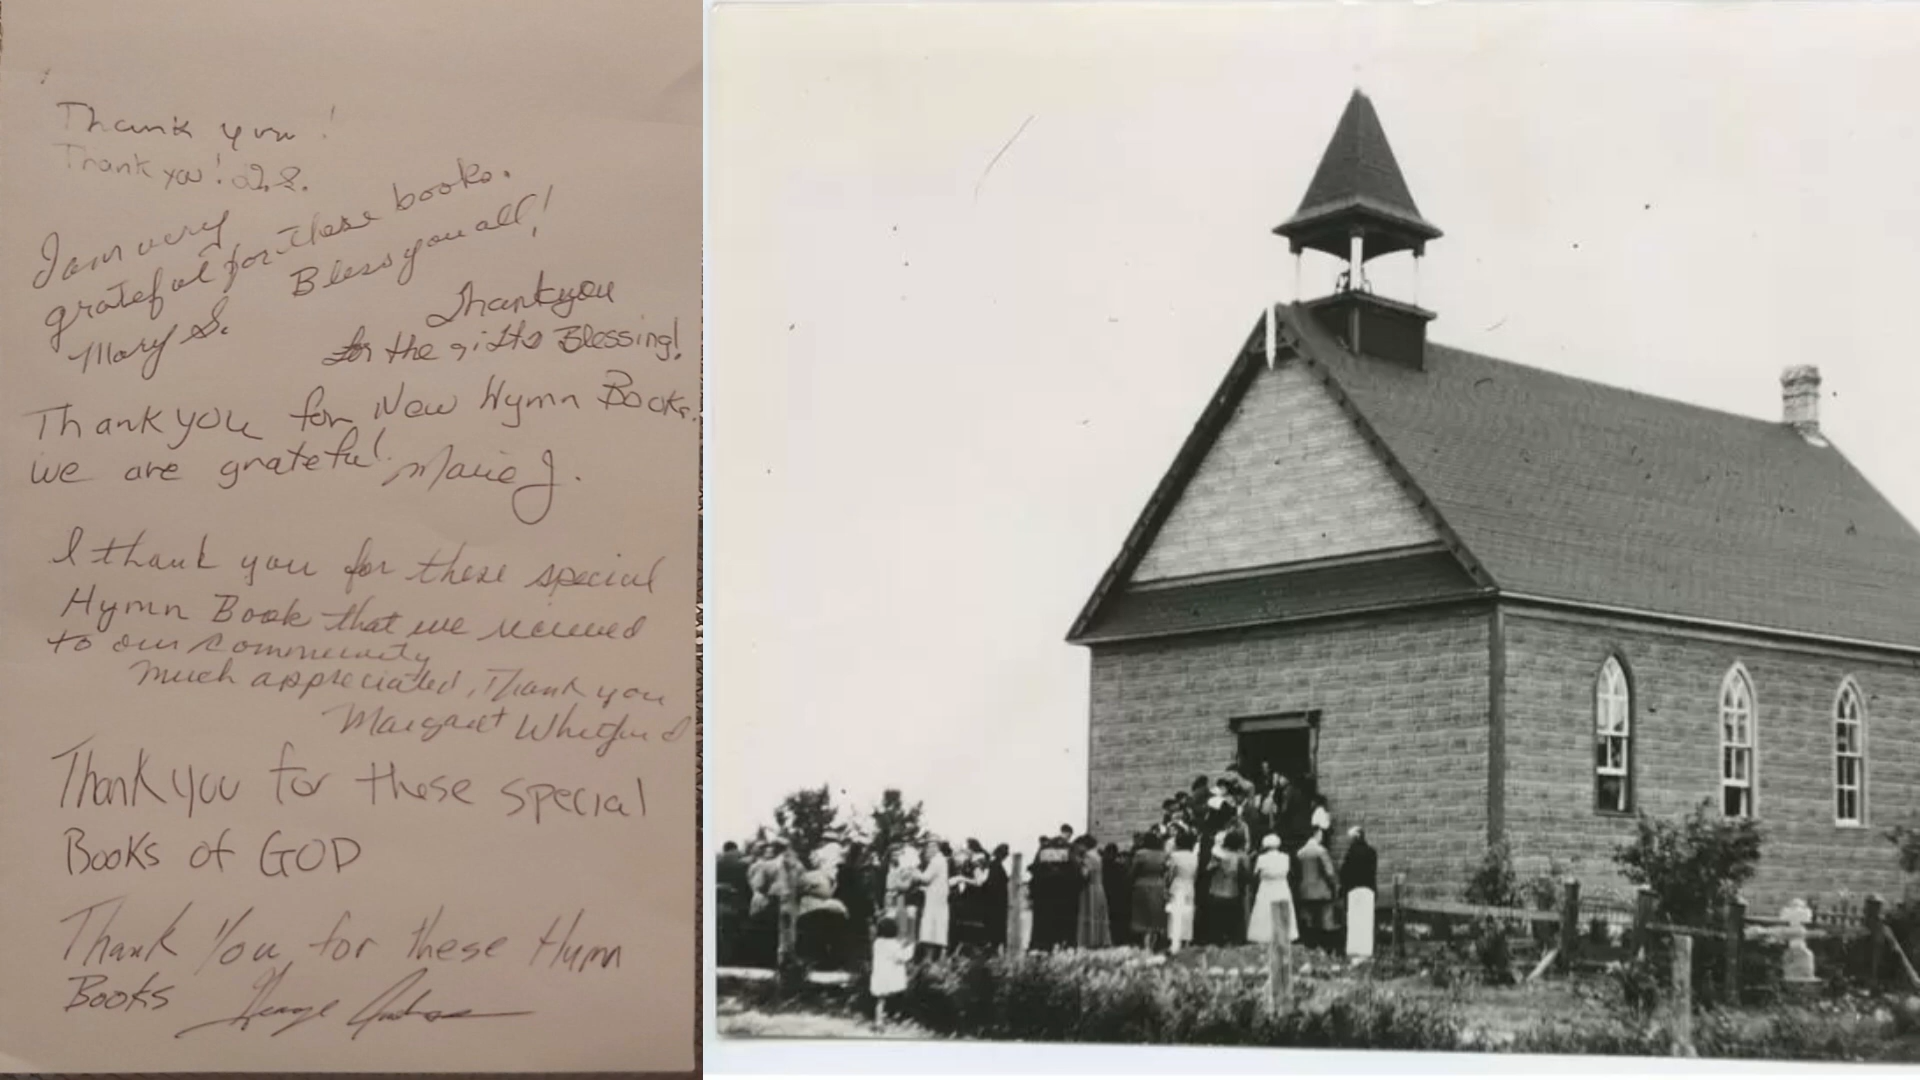 Thank you!
Thank you!
I am very
grateful for these books.
Bless you all!
Mary S.
Thank you
for the gifts Blessing!
Thank you for New Hymn Books.
we are grateful! Marie J.
I thank you for these special
Hymn Book that we recieved
to our community
much appreciated, Thank you
Margaret Whitford
Thank you for these special
Books of GOD
Thank You for these Hymn
Books George